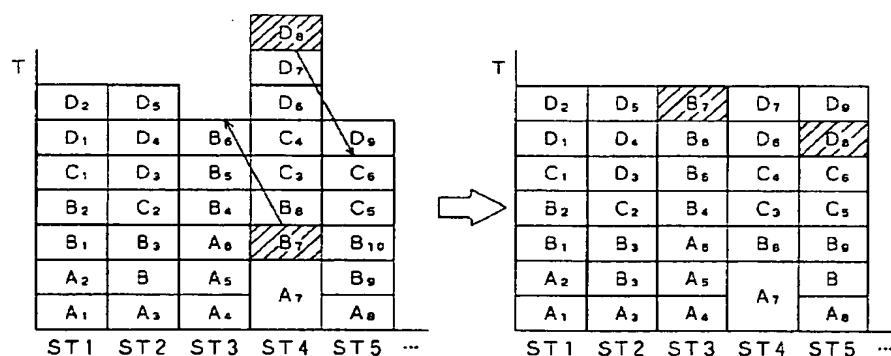 D₈
T D₇ T
D₂ D₅ D₆ D₂ D₅ B₇ D₇ D₉
D₁ D₄ B₆ C₄ D₉ D₁ D₄ B₆ D₆ D₈
C₁ D₃ B₅ C₃ C₆ C₁ D₃ B₅ C₄ C₆
B₂ C₂ B₄ B₈ C₅ B₂ C₂ B₄ C₃ C₅
B₁ B₃ A₆ B₇ B₁₀ B₁ B₃ A₆ B₈ B₉
A₂ B A₅ B₉ A₂ B₃ A₅ B
A₇ A₇
A₁ A₃ A₄ A₈ A₁ A₃ A₄ A₈
ST1 ST2 ST3 ST4 ST5 ··· ST1 ST2 ST3 ST4 ST5 ···